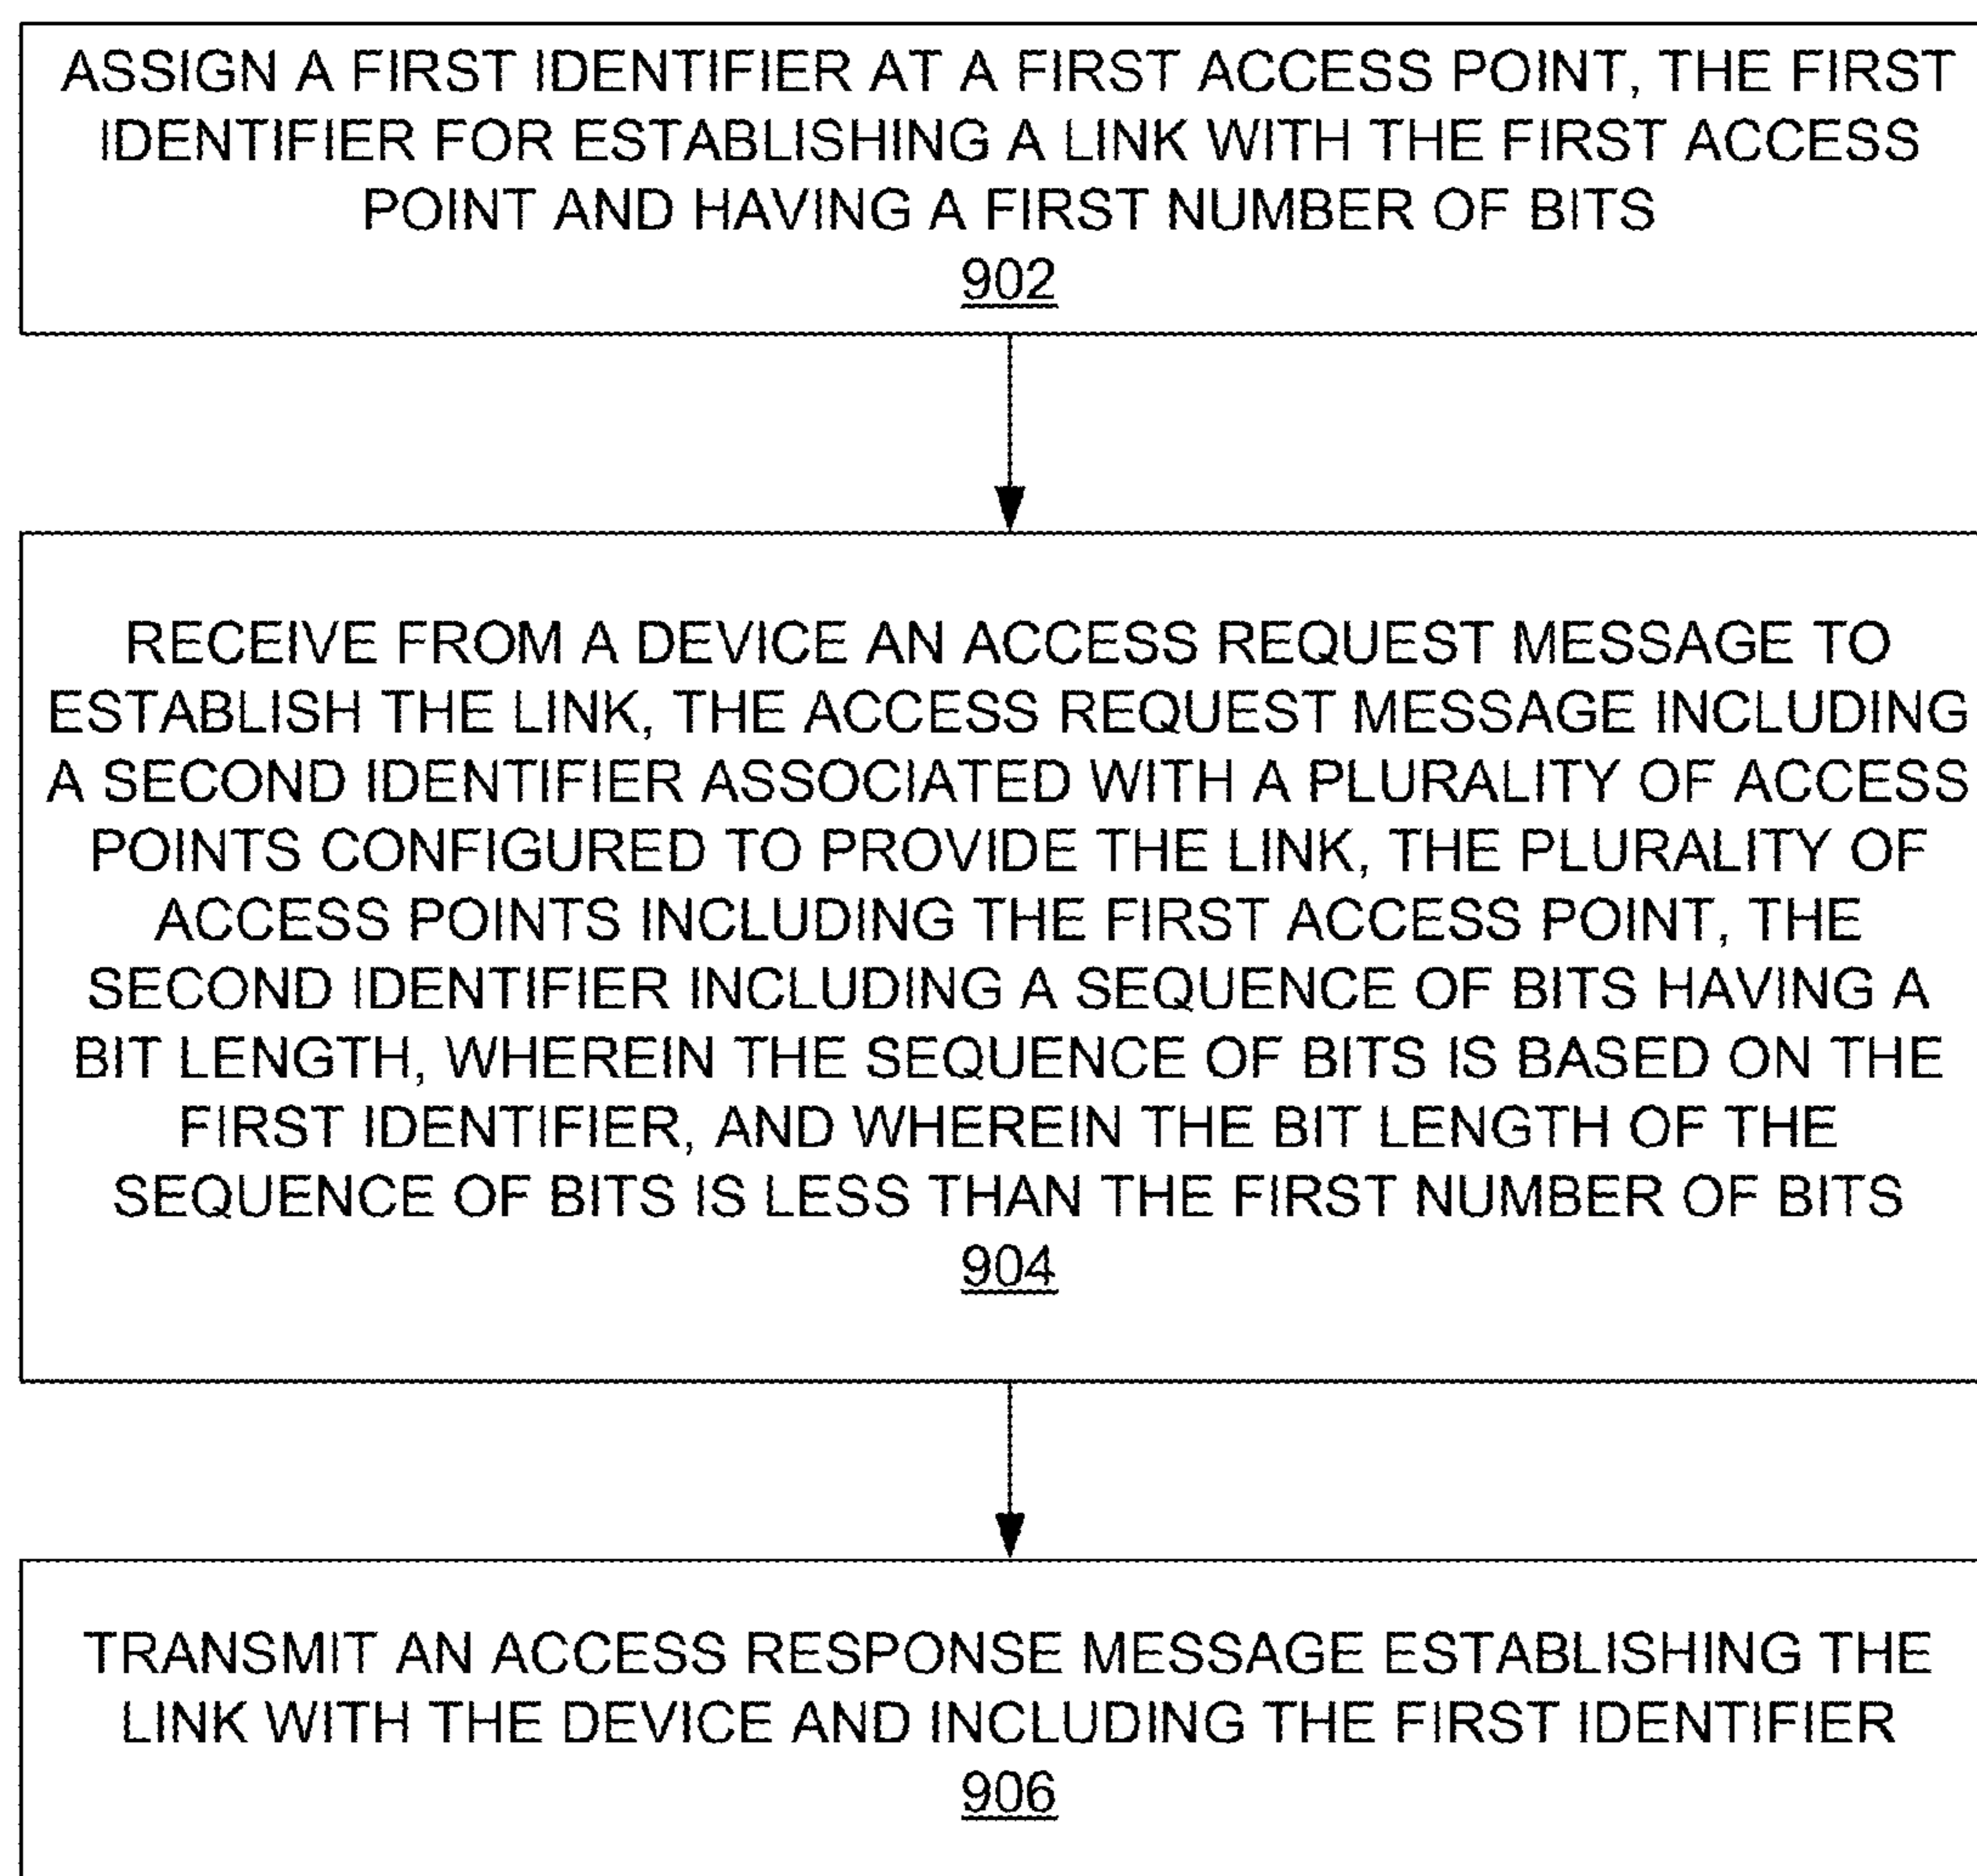 ASSIGN A FIRST IDENTIFIER AT A FIRST ACCESS POINT, THE FIRST
IDENTIFIER FOR ESTABLISHING A LINK WITH THE FIRST ACCESS
POINT AND HAVING A FIRST NUMBER OF BITS
902
RECEIVE FROM A DEVICE AN ACCESS REQUEST MESSAGE TO
ESTABLISH THE LINK, THE ACCESS REQUEST MESSAGE INCLUDING
A SECOND IDENTIFIER ASSOCIATED WITH A PLURALITY OF ACCESS
POINTS CONFIGURED TO PROVIDE THE LINK, THE PLURALITY OF
ACCESS POINTS INCLUDING THE FIRST ACCESS POINT, THE
SECOND IDENTIFIER INCLUDING A SEQUENCE OF BITS HAVING A
BIT LENGTH, WHEREIN THE SEQUENCE OF BITS IS BASED ON THE
FIRST IDENTIFIER, AND WHEREIN THE BIT LENGTH OF THE
SEQUENCE OF BITS IS LESS THAN THE FIRST NUMBER OF BITS
904
TRANSMIT AN ACCESS RESPONSE MESSAGE ESTABLISHING THE
LINK WITH THE DEVICE AND INCLUDING THE FIRST IDENTIFIER
906